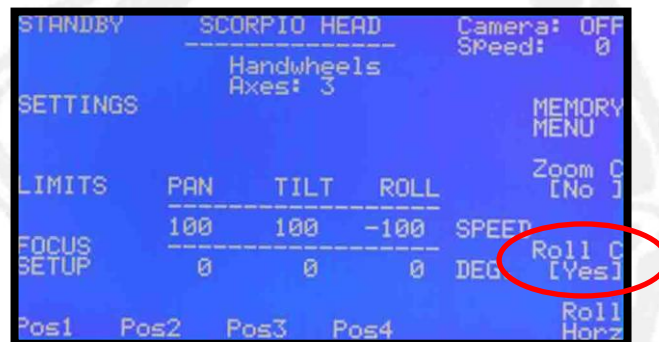 STANDBY SCORPIO HEAD Camera: OFF
Speed: 0
Handwheels
Axes: 3
SETTINGS
MEMORY
MENU
Zoom C
[No ]
LIMITS PAN TILT ROLL
100 100 -100 SPEED
FOCUS
SETUP
Roll C
[Yes]
0 0 0 DEG
Roll
Horz
Pos1 Pos2 Pos3 Pos4